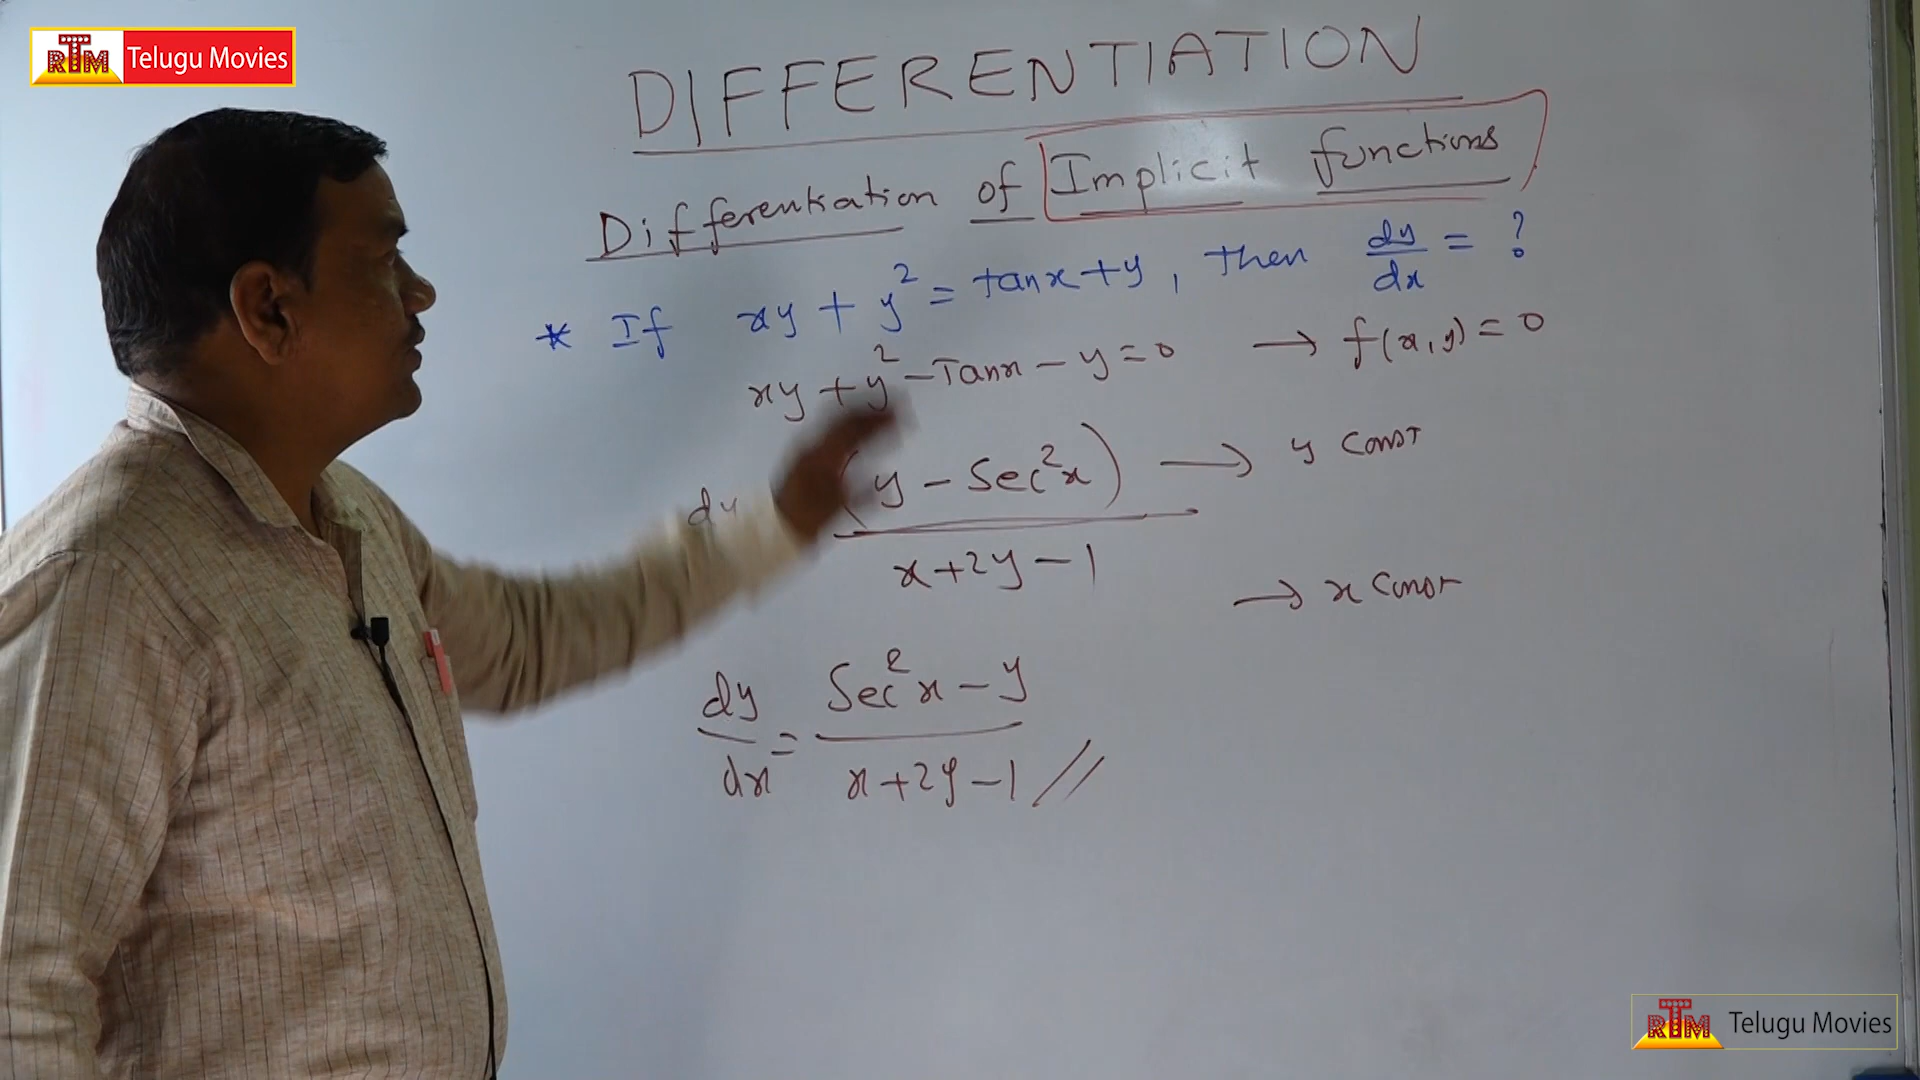 RTM Telugu Movies
DIFFERENTIATION
Differentiation of Implicit functions
* If xy + y² = tanx + y, then dy/dx = ?
xy + y² - Tanx - y = 0 → f(x,y) = 0
dy (y - Sec²x) → y const
x+2y-1
→ x const
dy/dx = Sec²x - y / x+2y-1 //
RTM Telugu Movies